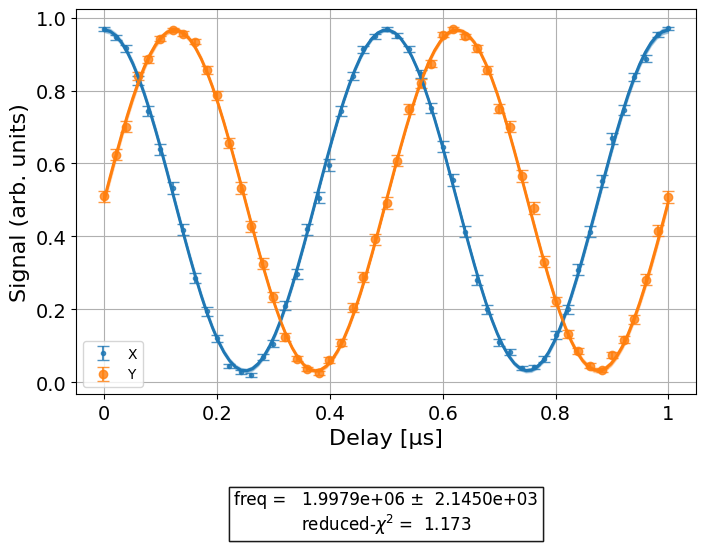 1.0
0.8
0.6
0.4
0.2
0.0
Signal (arb. units)
X
Y
0 0.2 0.4 0.6 0.8 1
Delay [µs]
freq = 1.9979e+06 ± 2.1450e+03
reduced-χ² = 1.173